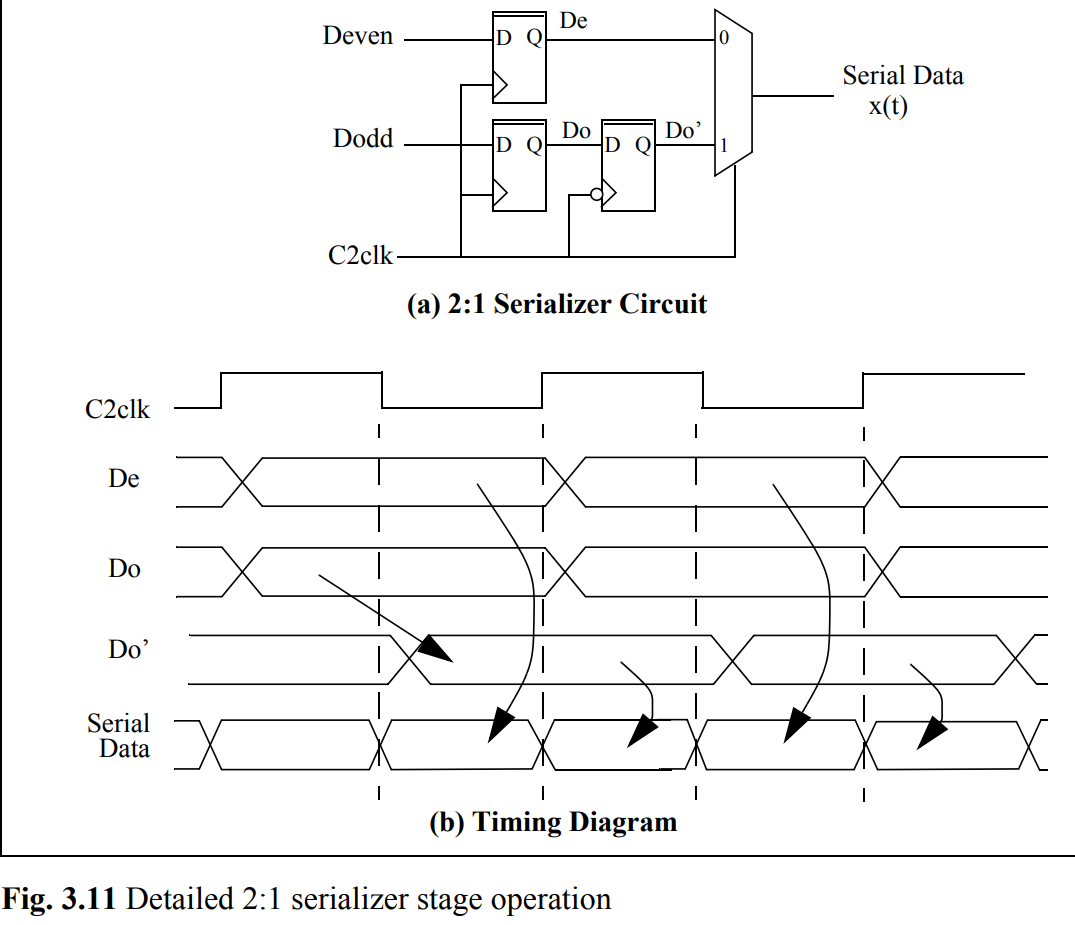 Deven D Q De 0
Serial Data
x(t)
Dodd D Q Do D Q Do’ 1
C2clk
(a) 2:1 Serializer Circuit
C2clk
De
Do
Do’
Serial
Data
(b) Timing Diagram
Fig. 3.11 Detailed 2:1 serializer stage operation